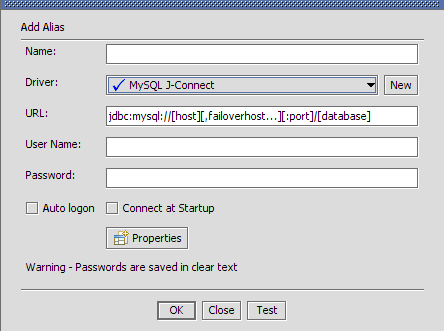 Add Alias
Name:
Driver: MySQL J-Connect New
URL: jdbc:mysql://[host][,failoverhost...][:port]/[database]
User Name:
Password:
Auto logon Connect at Startup
Properties
Warning - Passwords are saved in clear text
OK Close Test